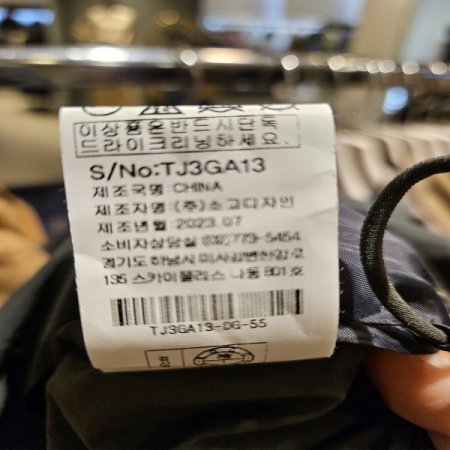 이상품은반드시단독
드라이크리닝하세요.
S/No:TJ3GA13
제조국명:CHINA
제조자명:(주)소고디자인
제조년월:2023.07
소비자상담실(02)773-5454
경기도하남시미사강변한강로
135 스카이폴리스 나동 801호
TJ3GA13-DG-55